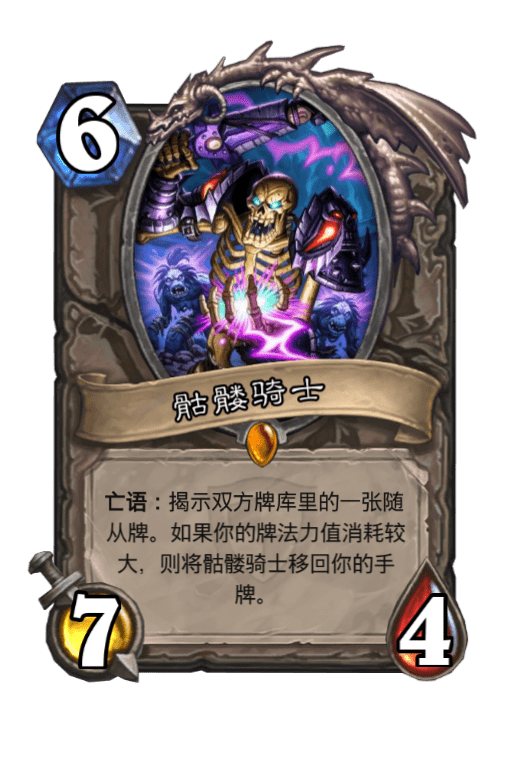 6
骷髅骑士
亡语：揭示双方牌库里的一张随
从牌。如果你的牌法力值消耗较
大，则将骷髅骑士移回你的手
牌。
7
4